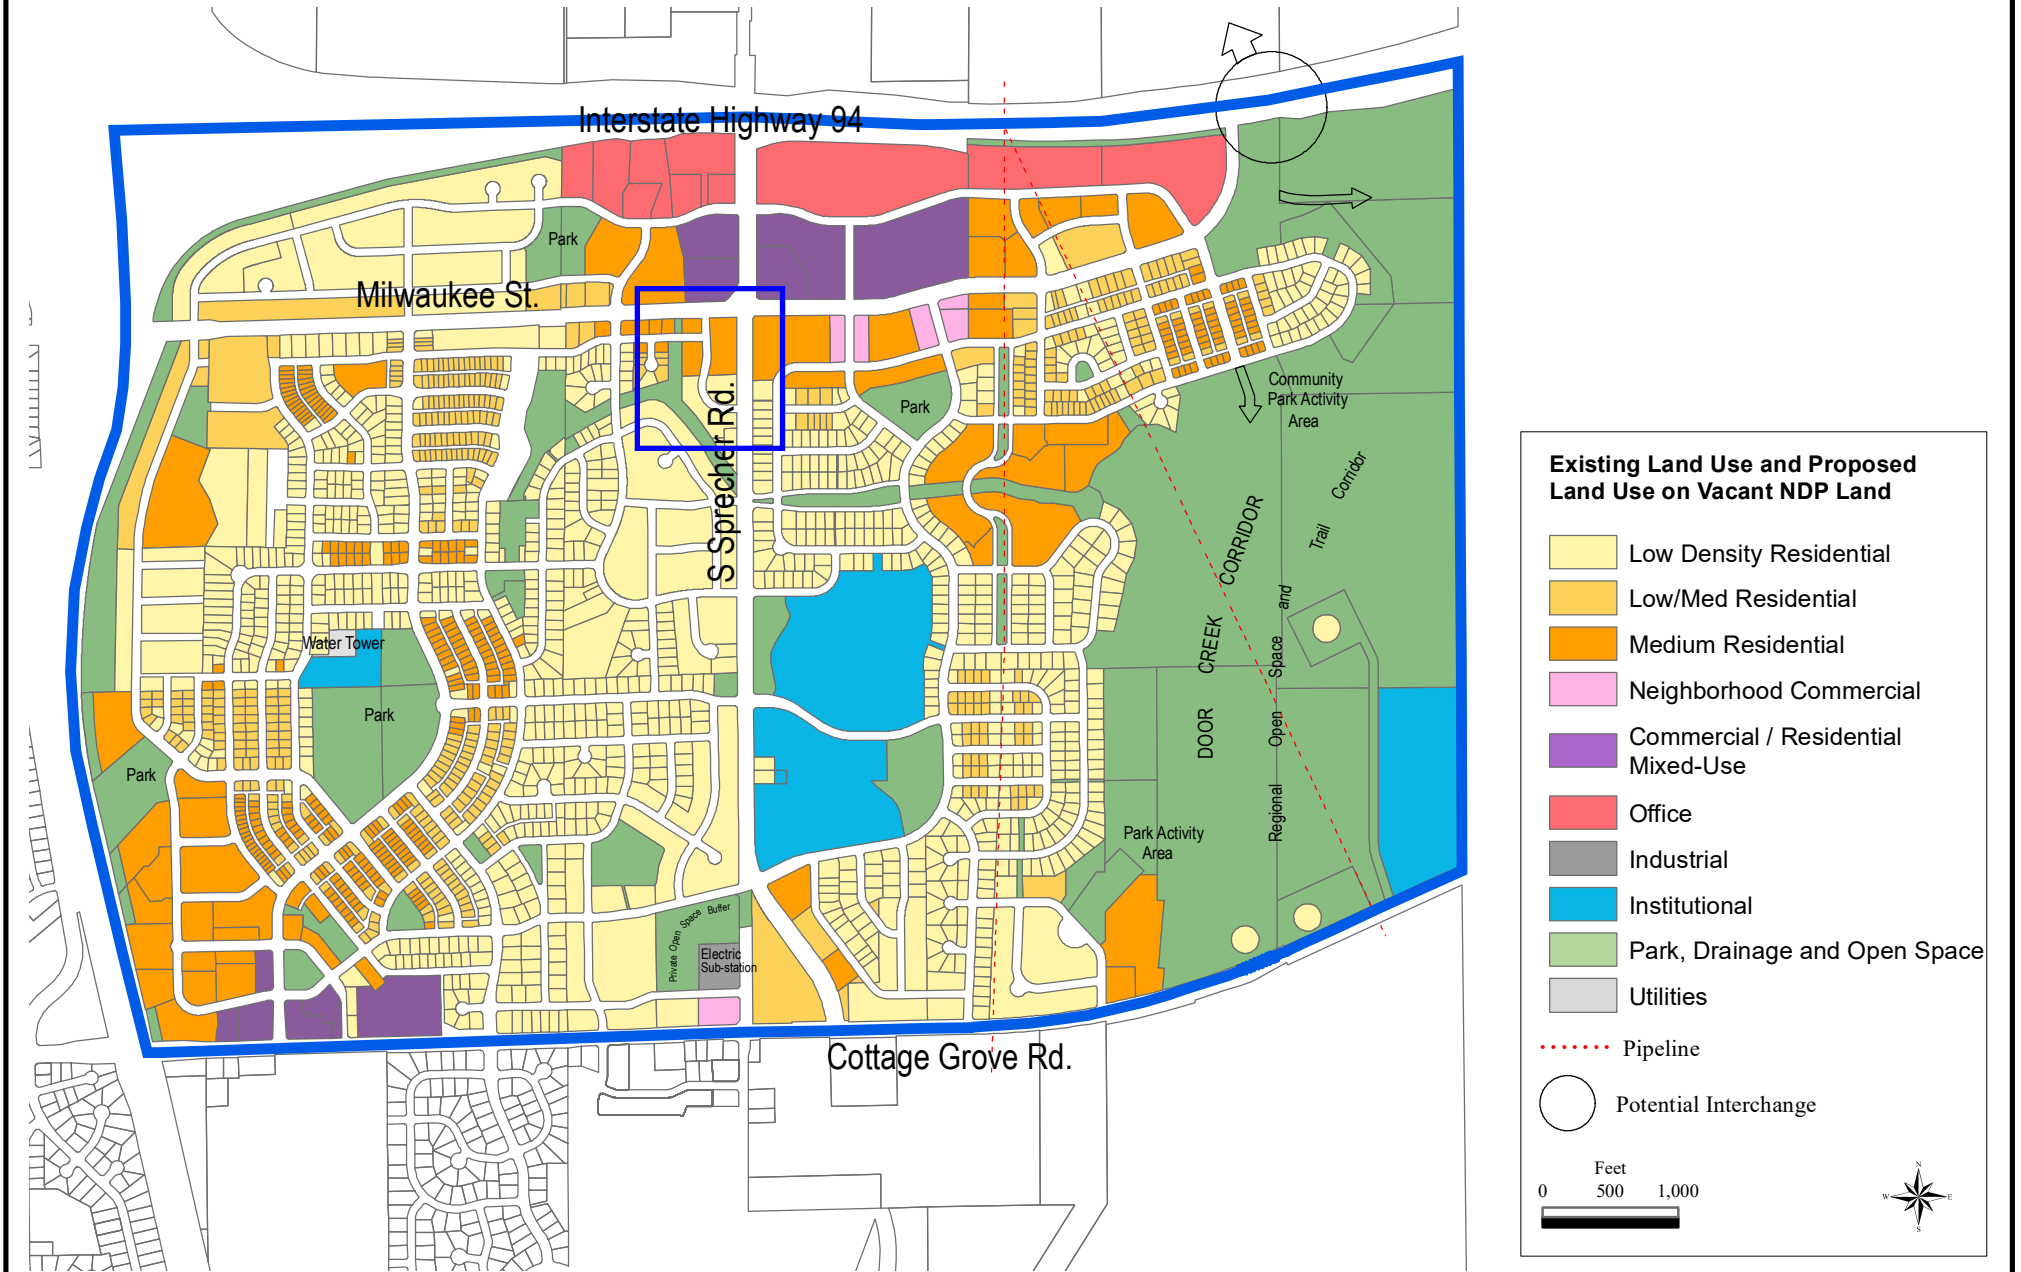 Interstate Highway 94
Park
Milwaukee St.
Community
Park Activity
Area
Park
S Sprecher Rd.
Trail
Corridor
CORRIDOR
and
Water Tower
CREEK
Space
Park
DOOR
Open
Park
Regional
Park Activity
Area
Private Open Space Buffer
Electric
Sub-station
Cottage Grove Rd.
Existing Land Use and Proposed
Land Use on Vacant NDP Land
Low Density Residential
Low/Med Residential
Medium Residential
Neighborhood Commercial
Commercial / Residential
Mixed-Use
Office
Industrial
Institutional
Park, Drainage and Open Space
Utilities
Pipeline
Potential Interchange
Feet
0 500 1,000
N
W E
S